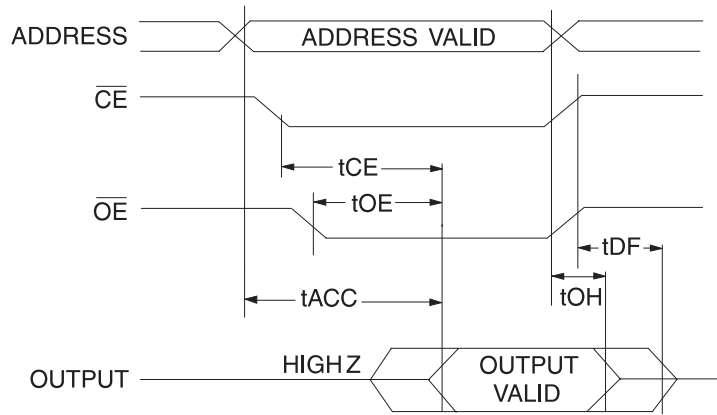 ADDRESS
ADDRESS VALID
CE
tCE
tOE
OE
tDF
tACC
tOH
HIGH Z
OUTPUT
OUTPUT
VALID